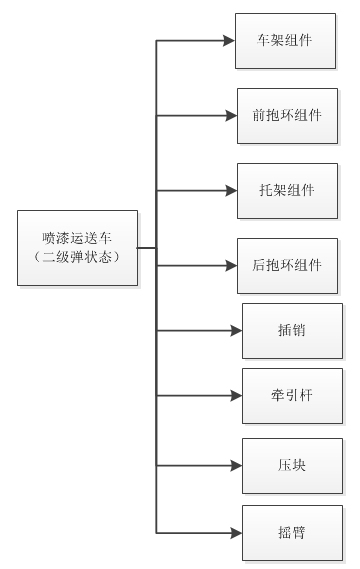 车架组件
前抱环组件
托架组件
喷漆运送车
（二级弹状态）
后抱环组件
插销
牵引杆
压块
摇臂